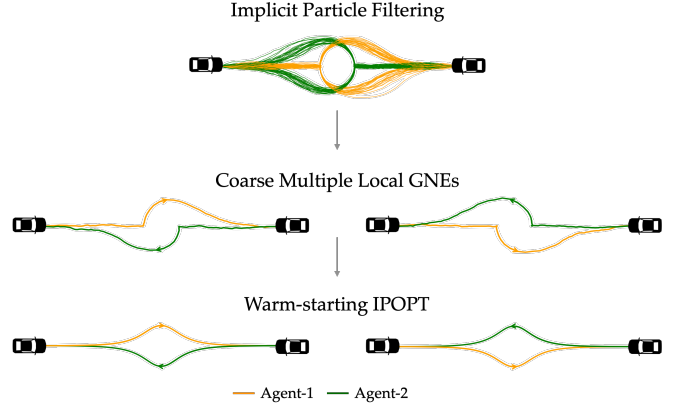 Implicit Particle Filtering
Coarse Multiple Local GNEs
Warm-starting IPOPT
Agent-1 Agent-2